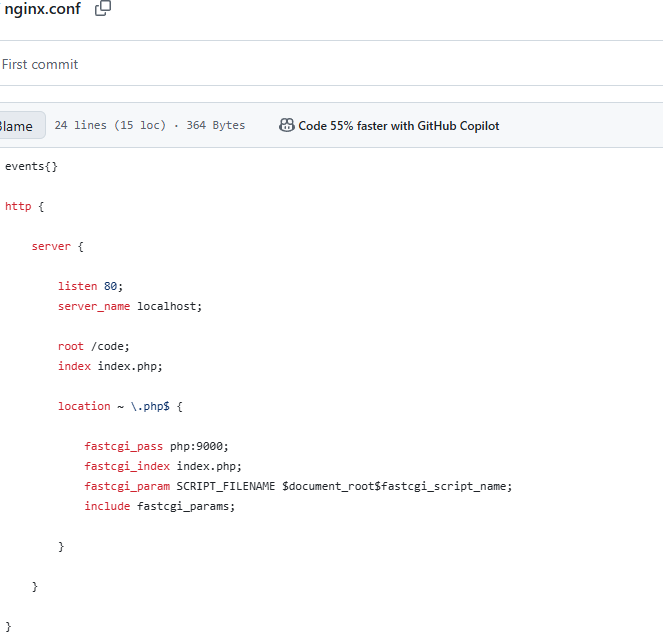 nginx.conf
First commit
Blame 24 lines (15 loc) · 364 Bytes Code 55% faster with GitHub Copilot
events{}
http {
server {
listen 80;
server_name localhost;
root /code;
index index.php;
location ~ \.php$ {
fastcgi_pass php:9000;
fastcgi_index index.php;
fastcgi_param SCRIPT_FILENAME $document_root$fastcgi_script_name;
include fastcgi_params;
}
}
}